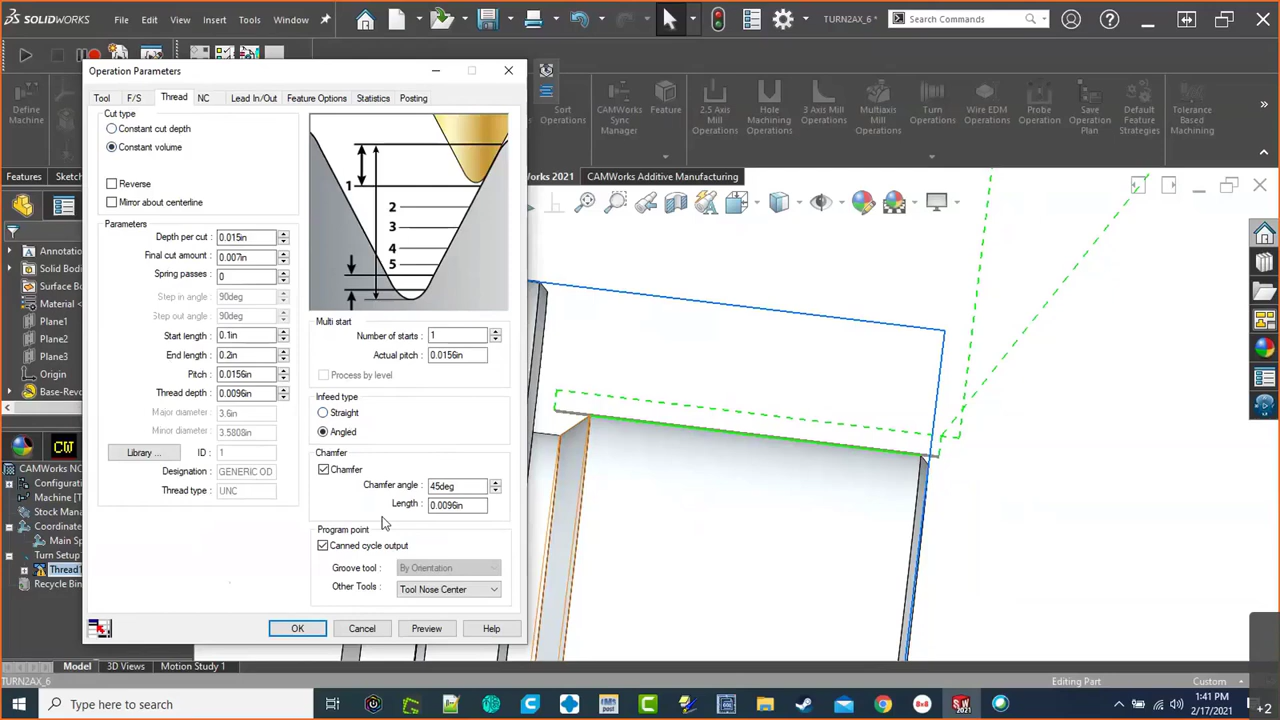 SOLIDWORKS
File
Edit
View
Insert
Tools
Window
TURN2AX_6 *
Search Commands
Define
Machine
Sort
Operations
CAMWorks
Sync
Manager
Feature
2.5 Axis
Mill
Operations
Hole
Machining
Operations
3 Axis Mill
Operations
Multiaxis
Mill
Operations
Turn
Operations
Wire EDM
Operations
Probe
Operation
Save
Operation
Plan
Default
Feature
Strategies
Tolerance
Based
Machining
Features
Sketch
Works 2021
CAMWorks Additive Manufacturing
Operation Parameters
Tool
F/S
Thread
NC
Lead In/Out
Feature Options
Statistics
Posting
Cut type
Constant cut depth
Constant volume
Reverse
Mirror about centerline
Parameters
Depth per cut : 0.015in
Final cut amount : 0.007in
Spring passes : 0
Step in angle : 90deg
Step out angle : 90deg
Start length : 0.1in
End length : 0.2in
Pitch : 0.0156in
Thread depth : 0.0096in
Major diameter : 3.6in
Minor diameter : 3.5808in
Library ... ID : 1
Designation : GENERIC OD
Thread type : UNC
1
2
3
4
5
Multi start
Number of starts : 1
Actual pitch : 0.0156in
Process by level
Infeed type
Straight
Angled
Chamfer
Chamfer
Chamfer angle : 45deg
Length : 0.0096in
Program point
Canned cycle output
Groove tool : By Orientation
Other Tools : Tool Nose Center
OK
Cancel
Preview
Help
Annotation
Solid Bodi
Surface B
Material <
Plane1
Plane2
Plane3
Origin
Base-Revo
CAMWorks NC
Configurat
Machine [T
Stock Mana
Coordinate
Main Sp
Turn Setup
Thread
Recycle Bin
Model
3D Views
Motion Study 1
TURN2AX_6
Editing Part
Custom
Type here to search
1:41 PM
2/17/2021
+2